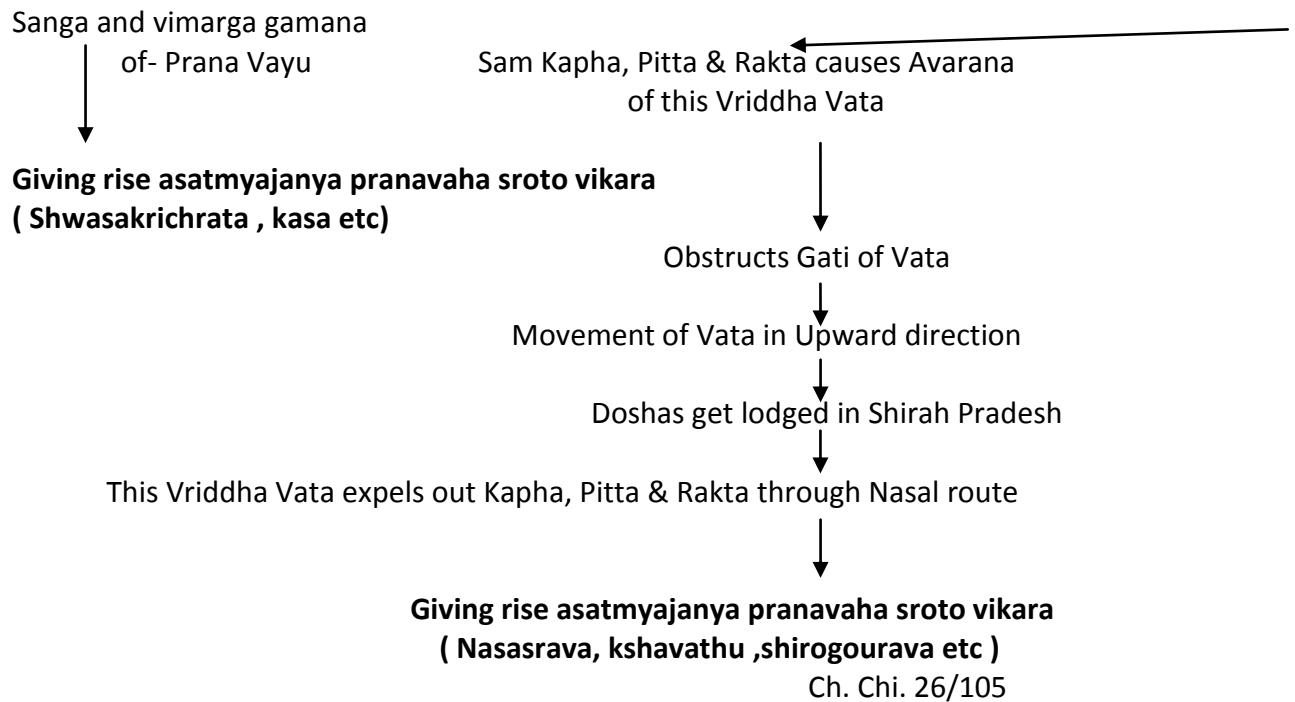 Sanga and vimarga gamana
of- Prana Vayu
Giving rise asatmyajanya pranavaha sroto vikara
( Shwasakrichrata , kasa etc)
Sam Kapha, Pitta & Rakta causes Avarana
of this Vriddha Vata
Obstructs Gati of Vata
Movement of Vata in Upward direction
Doshas get lodged in Shirah Pradesh
This Vriddha Vata expels out Kapha, Pitta & Rakta through Nasal route
Giving rise asatmyajanya pranavaha sroto vikara
( Nasasrava, kshavathu ,shirogourava etc )
Ch. Chi. 26/105